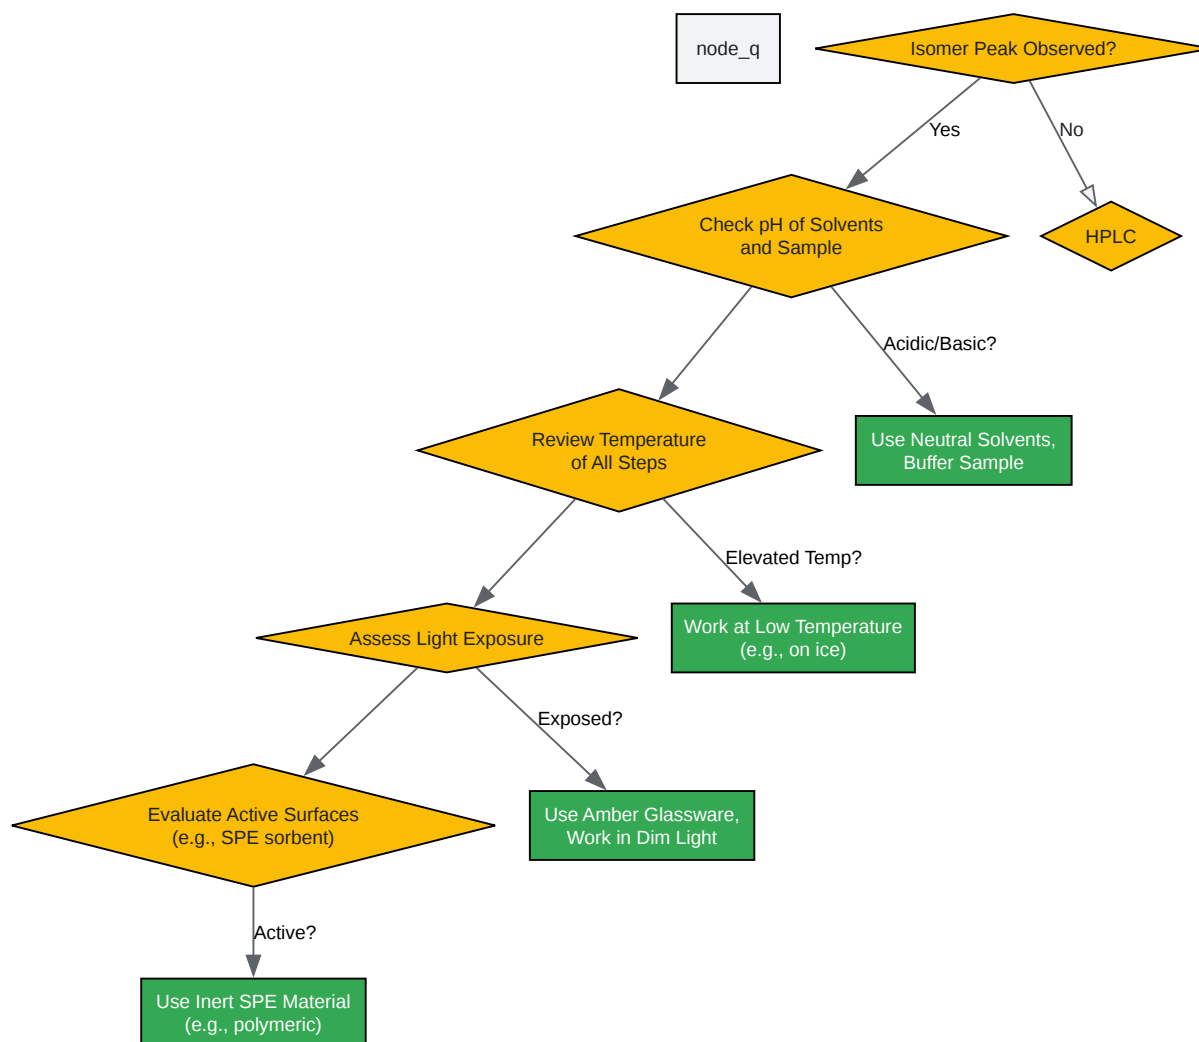 node_q
Isomer Peak Observed?
Yes
No
Check pH of Solvents
and Sample
HPLC
Acidic/Basic?
Review Temperature
of All Steps
Use Neutral Solvents,
Buffer Sample
Elevated Temp?
Assess Light Exposure
Work at Low Temperature
(e.g., on ice)
Exposed?
Evaluate Active Surfaces
(e.g., SPE sorbent)
Use Amber Glassware,
Work in Dim Light
Active?
Use Inert SPE Material
(e.g., polymeric)